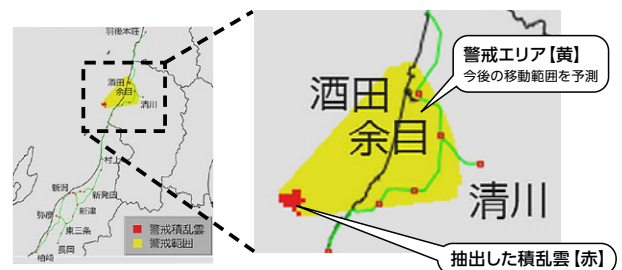 羽後本荘
酒田
余目
清川
村上
新潟
新発田
弥彦
新津
東三条
長岡
柏崎
警戒積乱雲
警戒範囲
警戒エリア【黄】
今後の移動範囲を予測
酒田
余目
清川
抽出した積乱雲【赤】